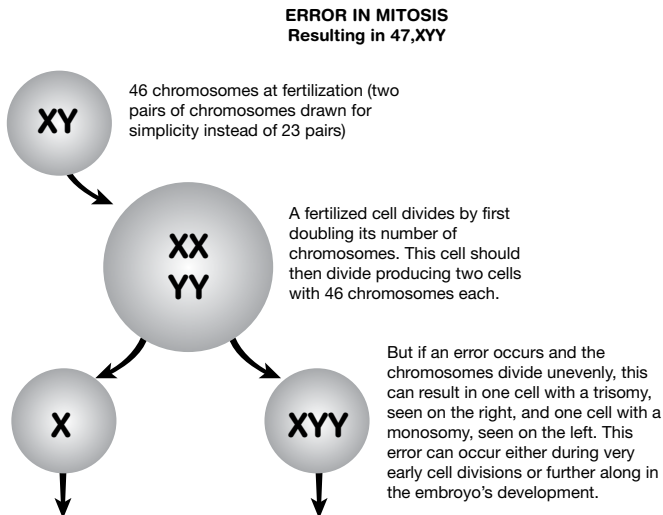 ERROR IN MITOSIS
Resulting in 47,XYY
XY
46 chromosomes at fertilization (two
pairs of chromosomes drawn for
simplicity instead of 23 pairs)
XX
YY
A fertilized cell divides by first
doubling its number of
chromosomes. This cell should
then divide producing two cells
with 46 chromosomes each.
X
XYY
But if an error occurs and the
chromosomes divide unevenly, this
can result in one cell with a trisomy,
seen on the right, and one cell with a
monosomy, seen on the left. This
error can occur either during very
early cell divisions or further along in
the embroyo’s development.